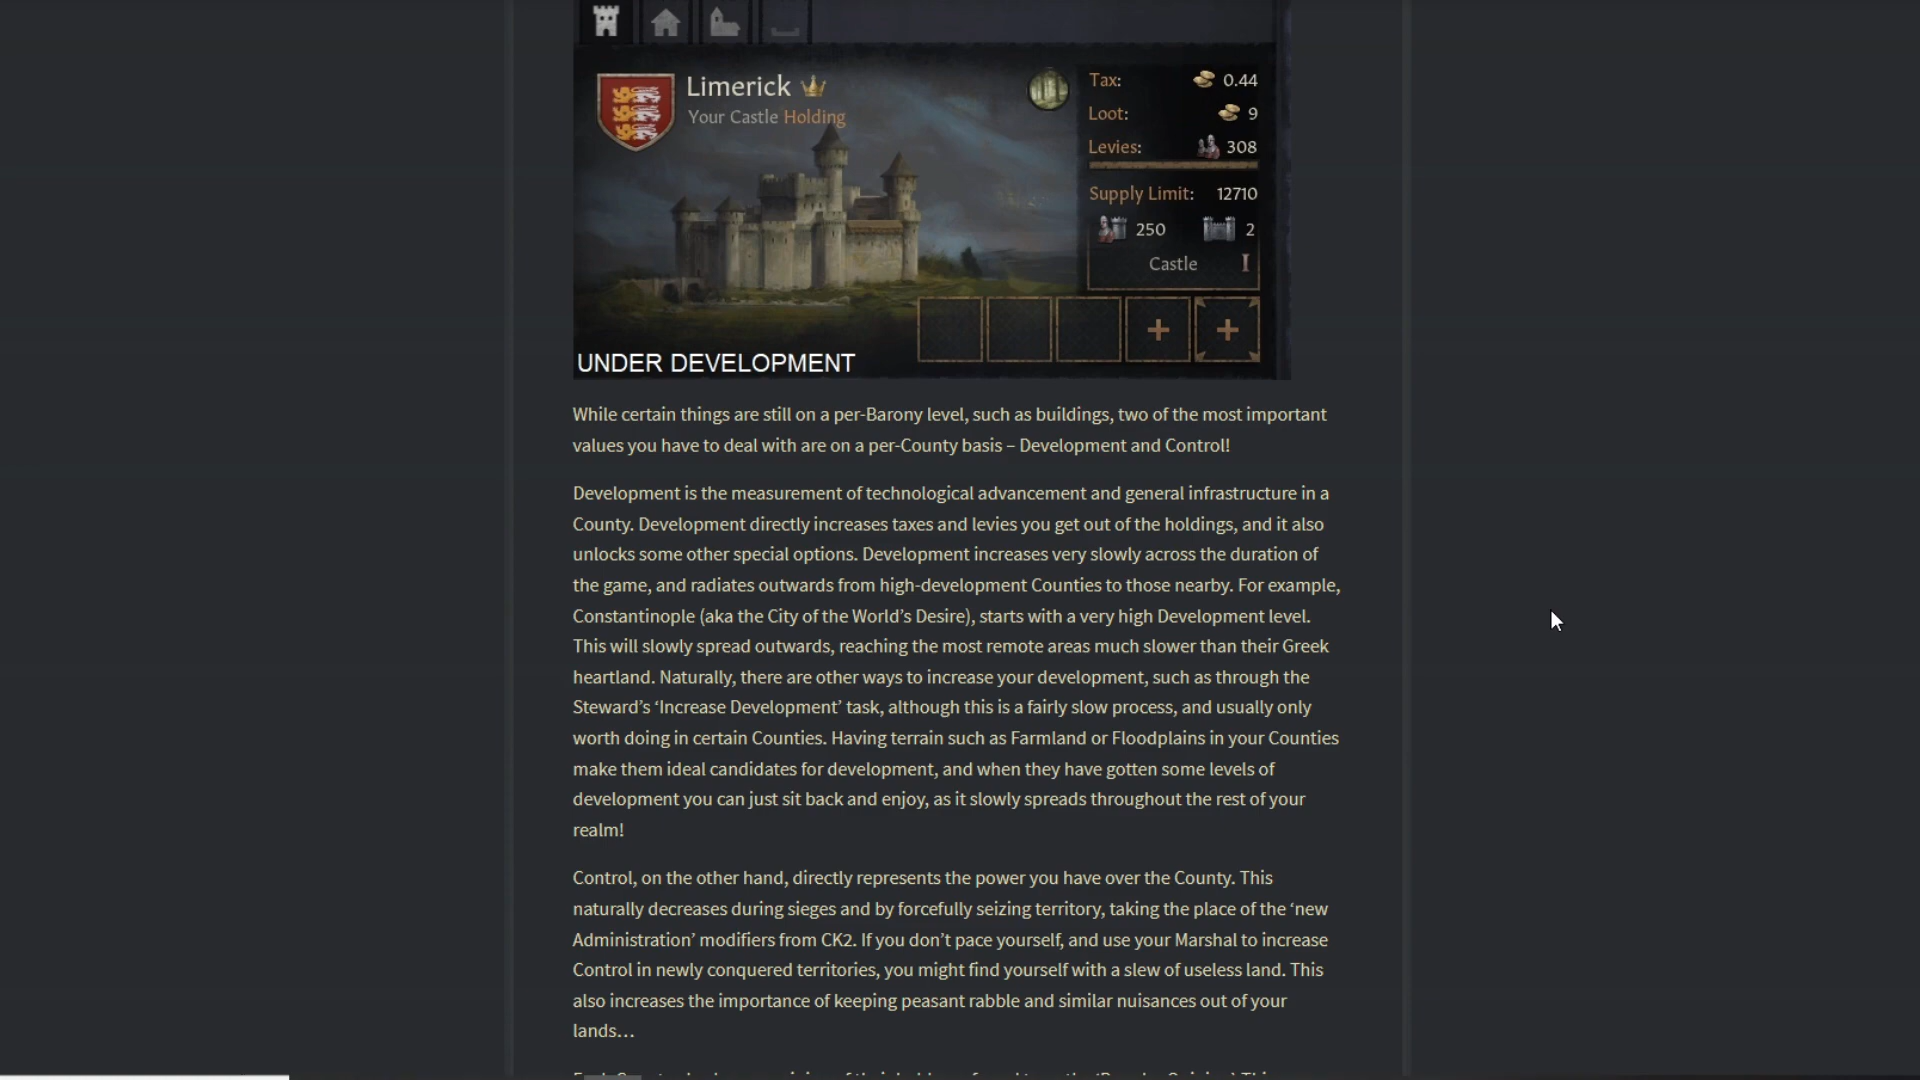 Limerick
Your Castle Holding
Tax: 0.44
Loot: 9
Levies: 308
Supply Limit: 12710
250 2
Castle
UNDER DEVELOPMENT
While certain things are still on a per-Barony level, such as buildings, two of the most important
values you have to deal with are on a per-County basis – Development and Control!
Development is the measurement of technological advancement and general infrastructure in a
County. Development directly increases taxes and levies you get out of the holdings, and it also
unlocks some other special options. Development increases very slowly across the duration of
the game, and radiates outwards from high-development Counties to those nearby. For example,
Constantinople (aka the City of the World’s Desire), starts with a very high Development level.
This will slowly spread outwards, reaching the most remote areas much slower than their Greek
heartland. Naturally, there are other ways to increase your development, such as through the
Steward’s ‘Increase Development’ task, although this is a fairly slow process, and usually only
worth doing in certain Counties. Having terrain such as Farmland or Floodplains in your Counties
make them ideal candidates for development, and when they have gotten some levels of
development you can just sit back and enjoy, as it slowly spreads throughout the rest of your
realm!
Control, on the other hand, directly represents the power you have over the County. This
naturally decreases during sieges and by forcefully seizing territory, taking the place of the ‘new
Administration’ modifiers from CK2. If you don’t pace yourself, and use your Marshal to increase
Control in newly conquered territories, you might find yourself with a slew of useless land. This
also increases the importance of keeping peasant rabble and similar nuisances out of your
lands…